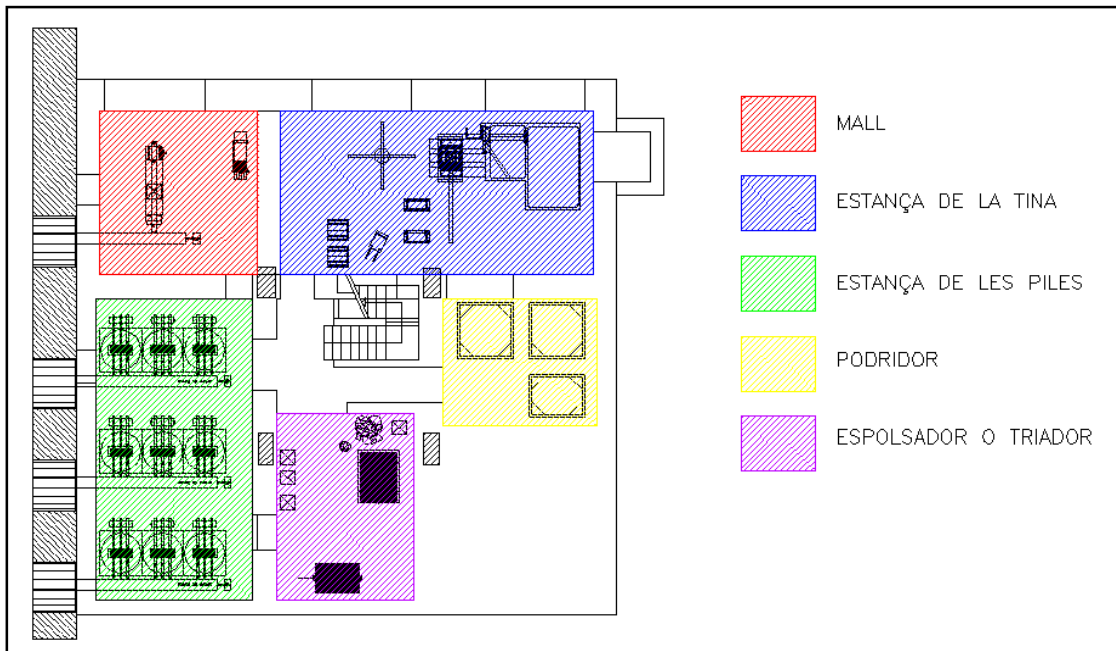 MALL
ESTANÇA DE LA TINA
ESTANÇA DE LES PILES
PODRIDOR
ESPOLSADOR O TRIADOR